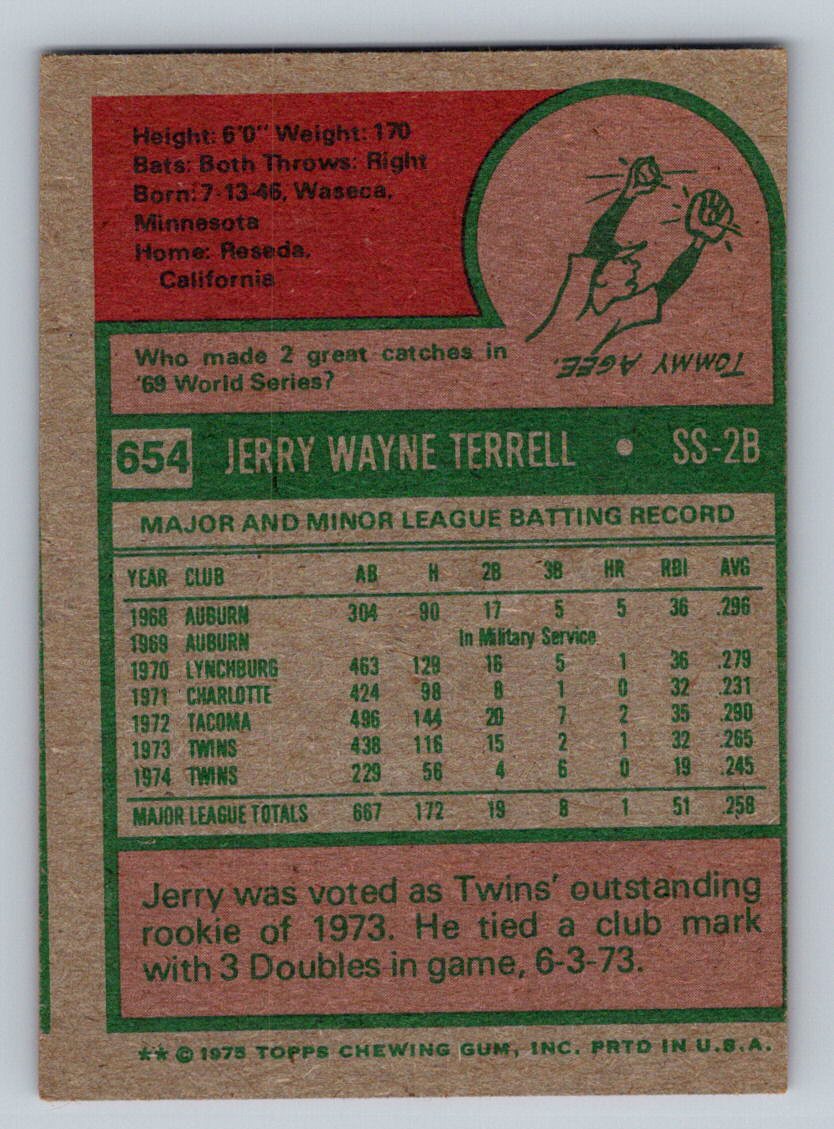 Height: 6'0" Weight: 170
Bats: Both Throws: Right
Born: 7-13-46, Waseca,
Minnesota
Home: Reseda,
California
Who made 2 great catches in
'69 World Series?
TOMMY AGEE.
654 JERRY WAYNE TERRELL • SS-2B
MAJOR AND MINOR LEAGUE BATTING RECORD
YEAR CLUB AB H 2B 3B HR RBI AVG
1968 AUBURN 304 90 17 5 5 36 .296
1969 AUBURN In Military Service
1970 LYNCHBURG 463 129 16 5 1 36 .279
1971 CHARLOTTE 424 98 8 1 0 32 .231
1972 TACOMA 496 144 20 7 2 35 .290
1973 TWINS 438 116 15 2 1 32 .265
1974 TWINS 229 56 4 6 0 19 .245
MAJOR LEAGUE TOTALS 667 172 19 8 1 51 .258
Jerry was voted as Twins' outstanding
rookie of 1973. He tied a club mark
with 3 Doubles in game, 6-3-73.
** © 1975 TOPPS CHEWING GUM, INC. PRTD IN U.S.A.